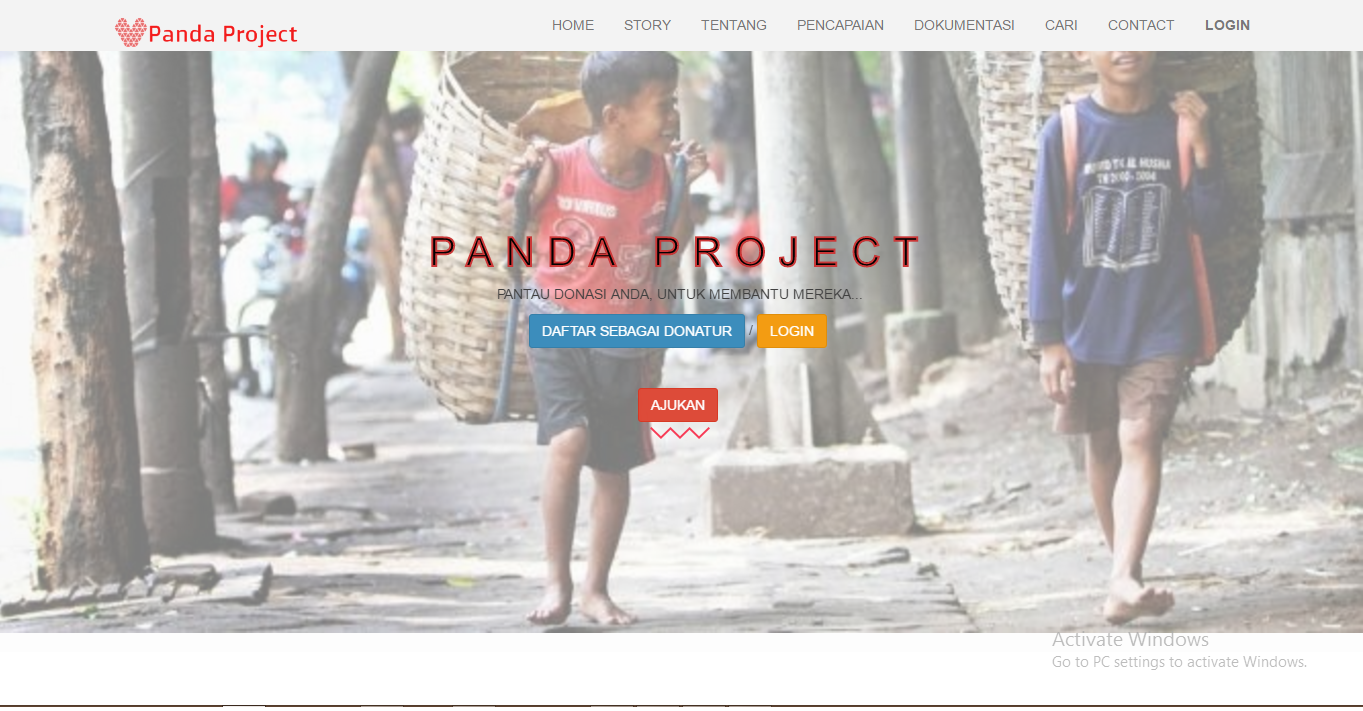 Panda Project
HOME STORY TENTANG PENCAPAIAN DOKUMENTASI CARI CONTACT LOGIN
PANDA PROJECT
PANTAU DONASI ANDA, UNTUK MEMBANTU MEREKA...
DAFTAR SEBAGAI DONATUR / LOGIN
AJUKAN
Activate Windows
Go to PC settings to activate Windows.